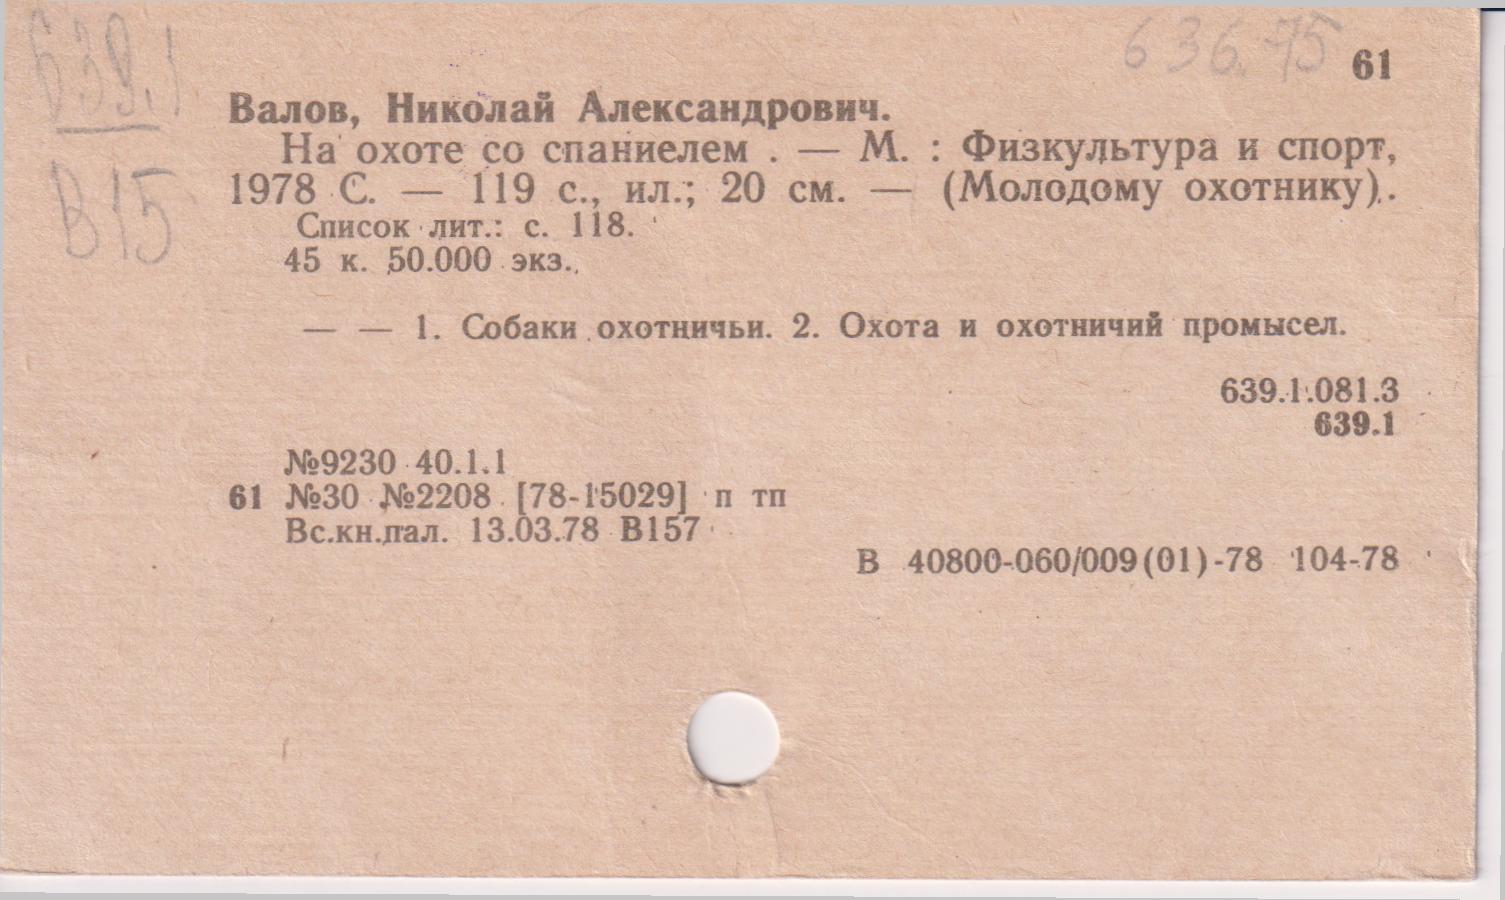 639.1
636.75
61
В15
Валов, Николай Александрович.
На охоте со спаниелем . — М. : Физкультура и спорт,
1978 С. — 119 с., ил.; 20 см. — (Молодому охотнику).
Список лит.: с. 118.
45 к. 50.000 экз.
— — 1. Собаки охотничьи. 2. Охота и охотничий промысел.
639.1.081.3
639.1
№9230 40.1.1
61 №30 №2208 [78-15029] п тп
Вс.кн.пал. 13.03.78 В157
В 40800-060/009(01)-78 104-78